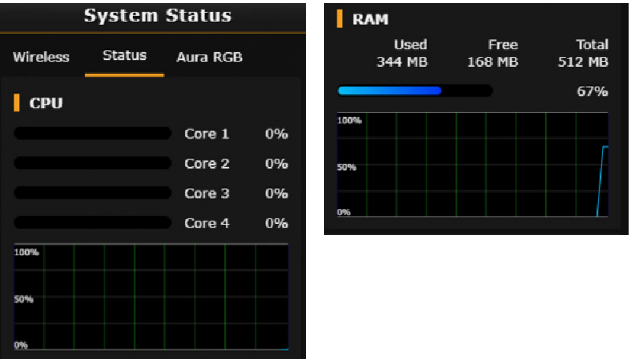 System Status
Wireless Status Aura RGB
CPU
Core 1 0%
Core 2 0%
Core 3 0%
Core 4 0%
100%
50%
0%
RAM
Used Free Total
344 MB 168 MB 512 MB
67%
100%
50%
0%